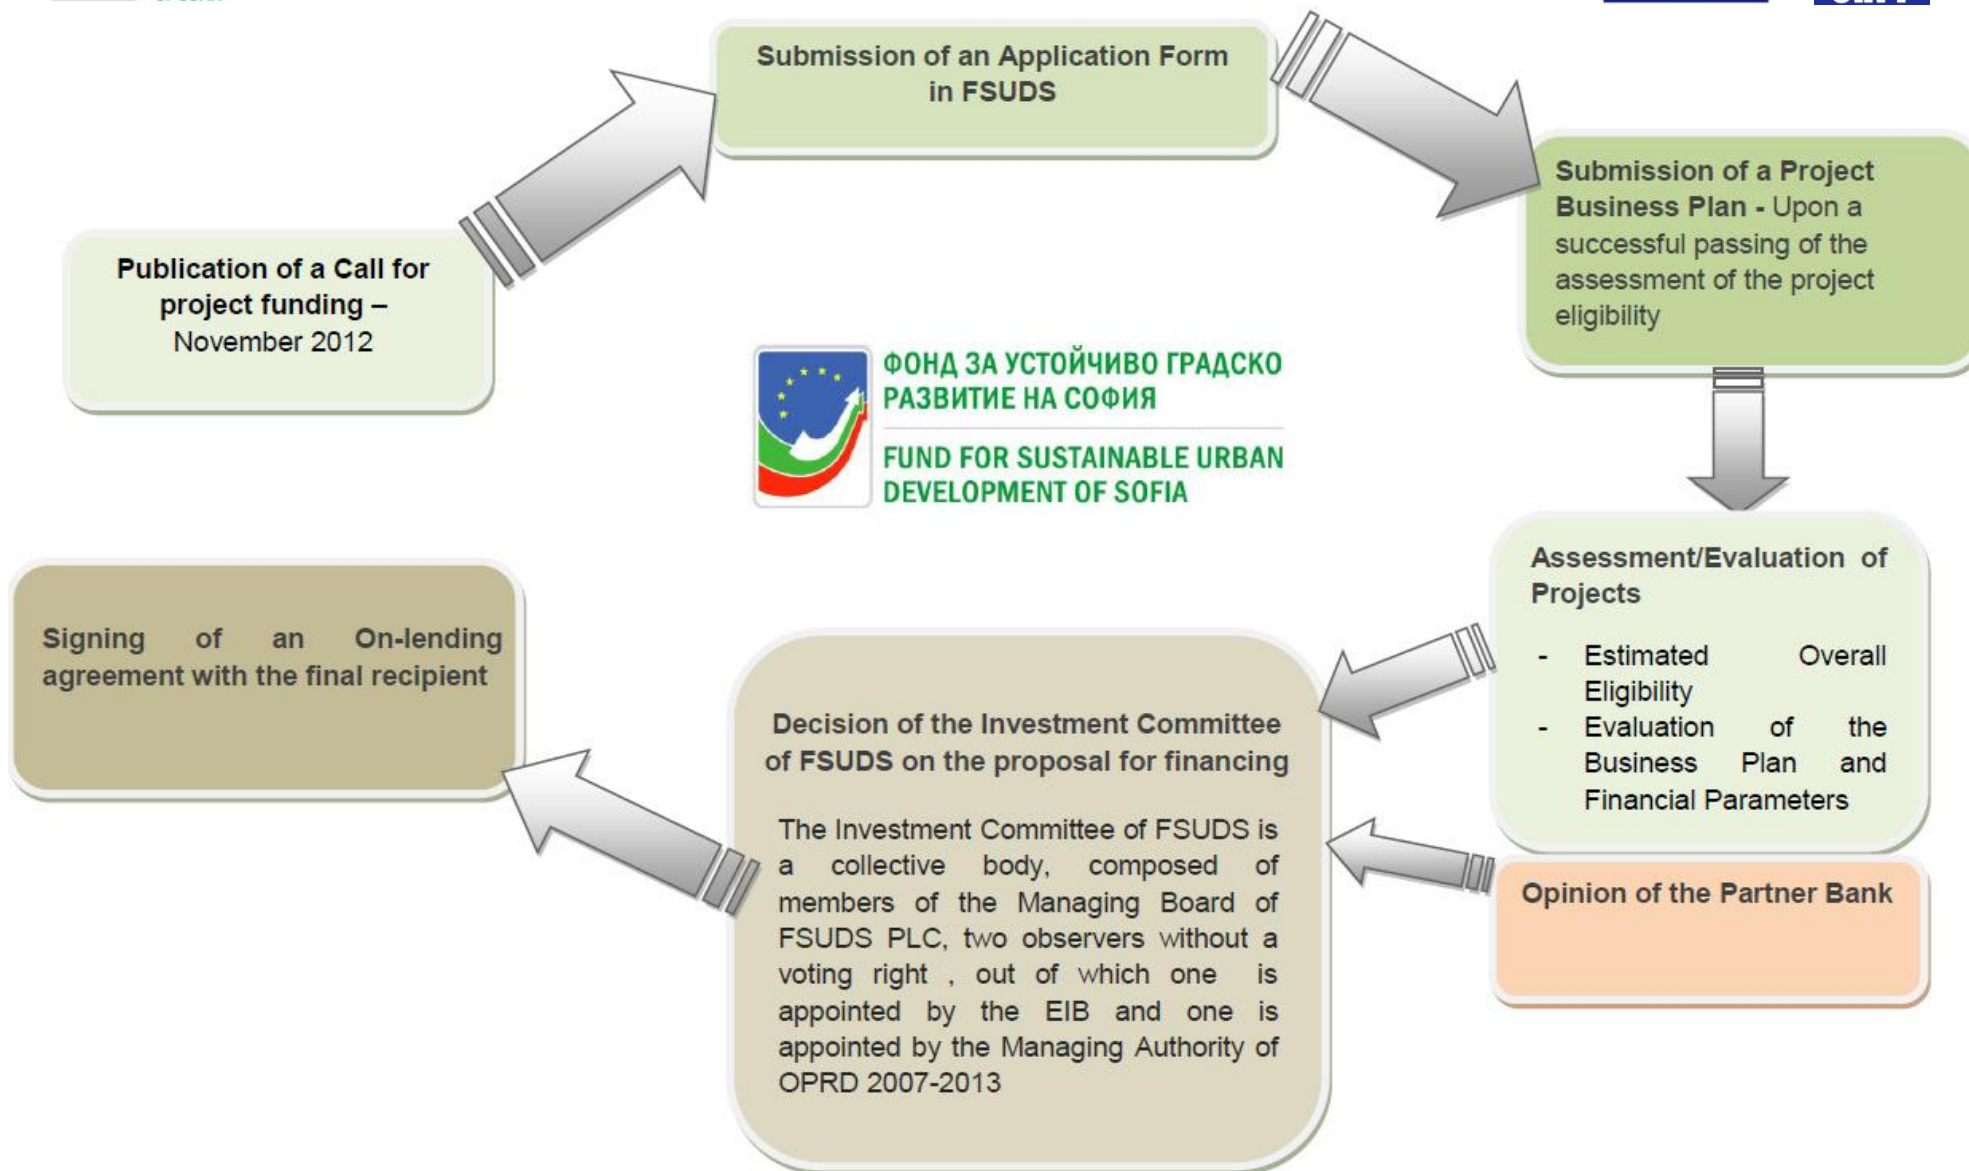 Submission of an Application Form
in FSUDS
Submission of a Project
Business Plan - Upon a
successful passing of the
assessment of the project
eligibility
Publication of a Call for
project funding –
November 2012
ФОНД ЗА УСТОЙЧИВО ГРАДСКО
РАЗВИТИЕ НА СОФИЯ
FUND FOR SUSTAINABLE URBAN
DEVELOPMENT OF SOFIA
Assessment/Evaluation of
Projects
- Estimated Overall
Eligibility
- Evaluation of the
Business Plan and
Financial Parameters
Opinion of the Partner Bank
Decision of the Investment Committee
of FSUDS on the proposal for financing
The Investment Committee of FSUDS is
a collective body, composed of
members of the Managing Board of
FSUDS PLC, two observers without a
voting right , out of which one is
appointed by the EIB and one is
appointed by the Managing Authority of
OPRD 2007-2013
Signing of an On-lending
agreement with the final recipient